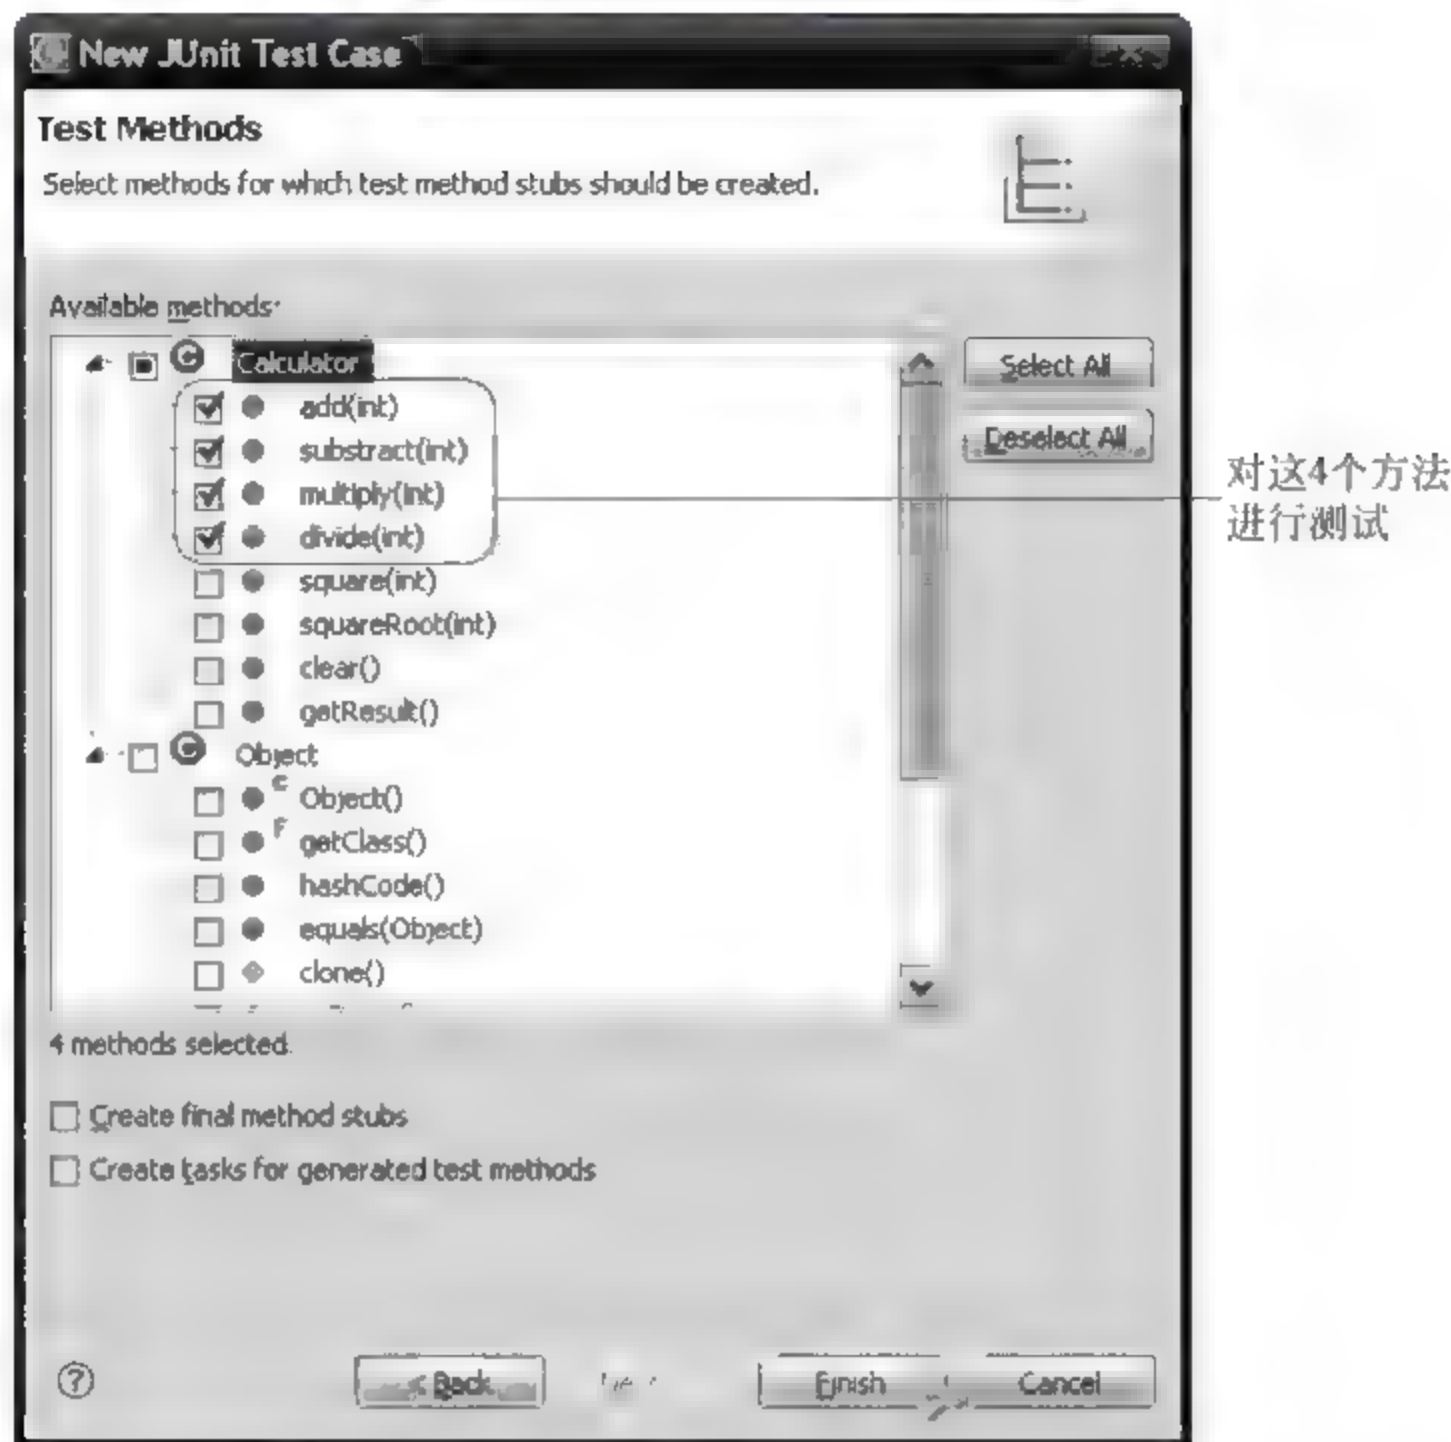 New JUnit Test Case
Test Methods
Select methods for which test method stubs should be created.
Available methods:
Calculator
add(int)
substract(int)
multiply(int)
divide(int)
square(int)
squareRoot(int)
clear()
getResult()
Object
C
Object()
F
getClass()
hashCode()
equals(Object)
clone()
Select All
Deselect All
对这4个方法
进行测试
4 methods selected.
Create final method stubs
Create tasks for generated test methods
?
< Back
Finish
Cancel